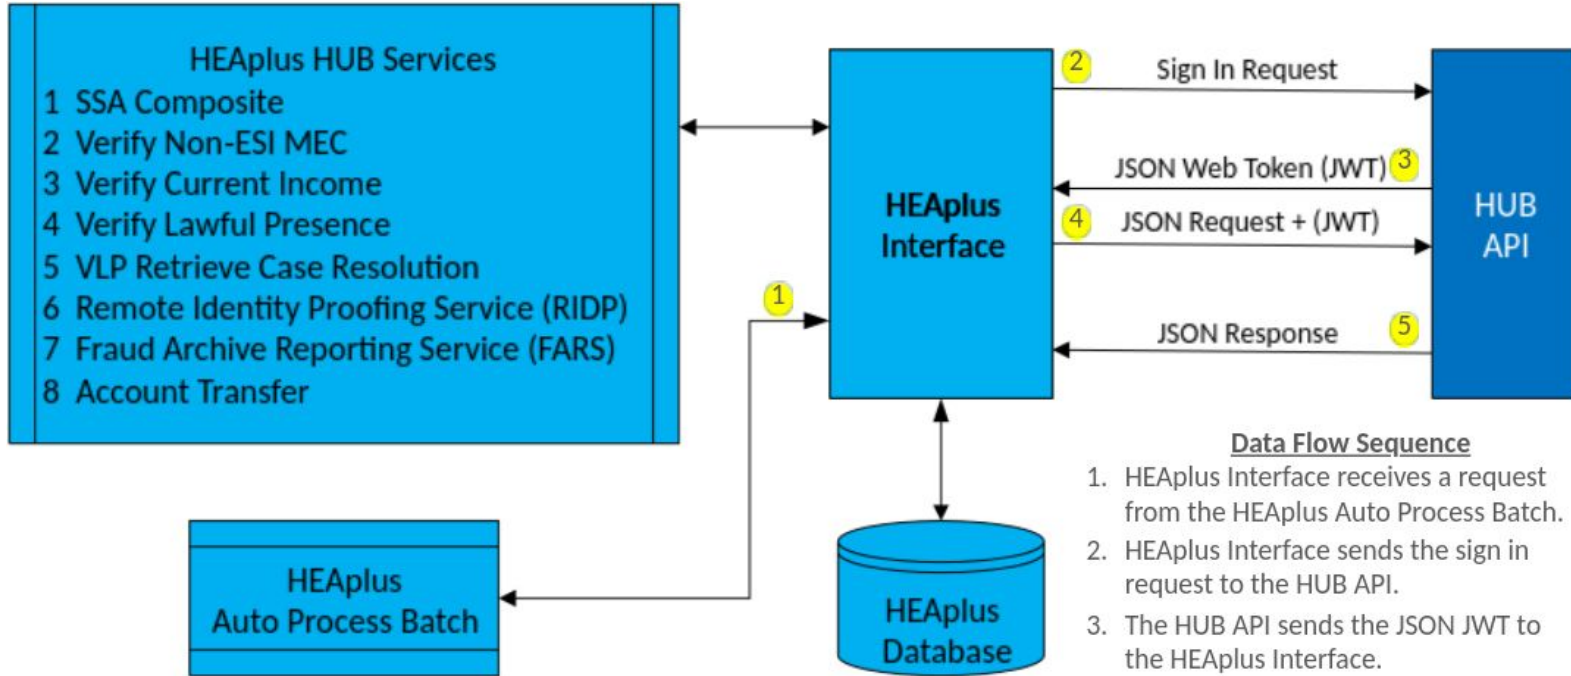 HEAplus HUB Services
1 SSA Composite
2 Verify Non-ESI MEC
3 Verify Current Income
4 Verify Lawful Presence
5 VLP Retrieve Case Resolution
6 Remote Identity Proofing Service (RIDP)
7 Fraud Archive Reporting Service (FARS)
8 Account Transfer
1
HEAplus
Interface
2
Sign In Request
JSON Web Token (JWT)
3
4
JSON Request + (JWT)
JSON Response
5
HUB
API
HEAplus
Auto Process Batch
HEAplus
Database
Data Flow Sequence
1. HEAplus Interface receives a request
from the HEAplus Auto Process Batch.
2. HEAplus Interface sends the sign in
request to the HUB API.
3. The HUB API sends the JSON JWT to
the HEAplus Interface.